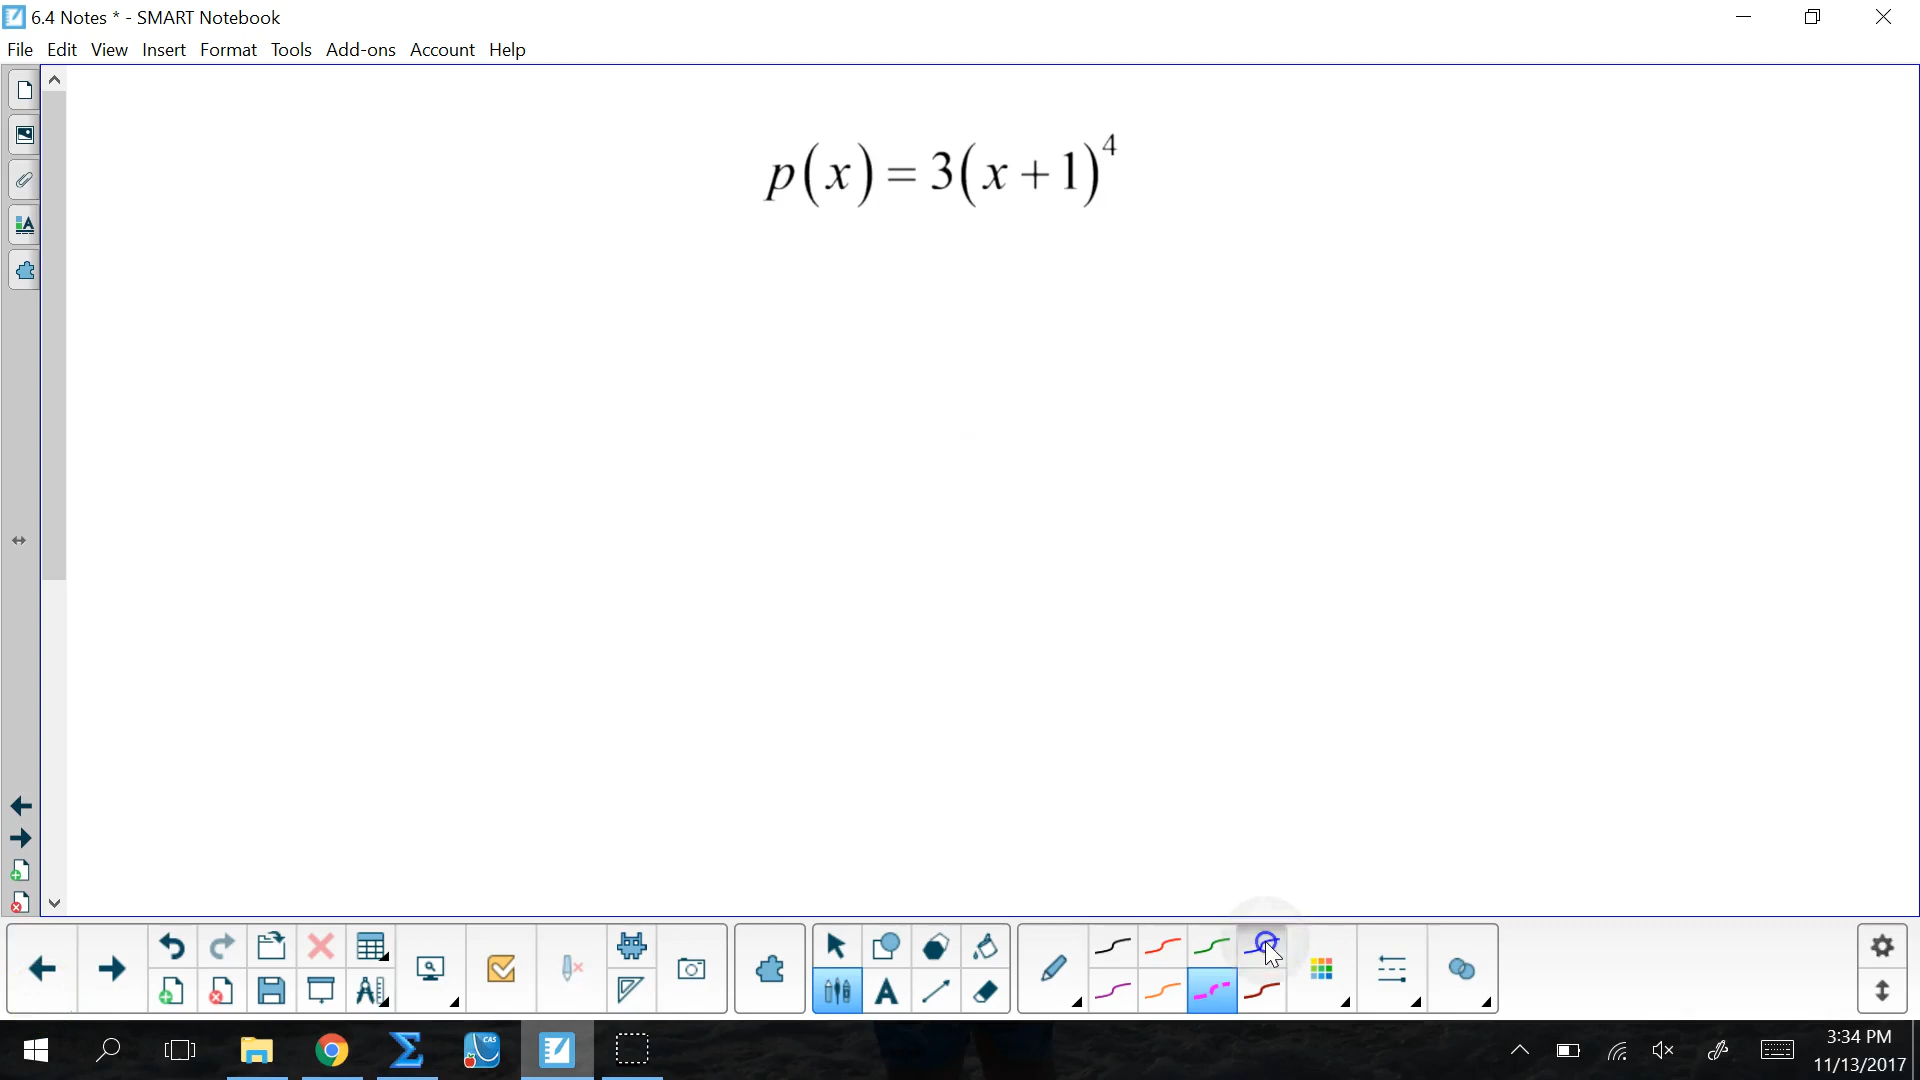 6.4 Notes * - SMART Notebook
File Edit View Insert Format Tools Add-ons Account Help
p(x) = 3(x + 1)⁴
CAS
3:34 PM
11/13/2017